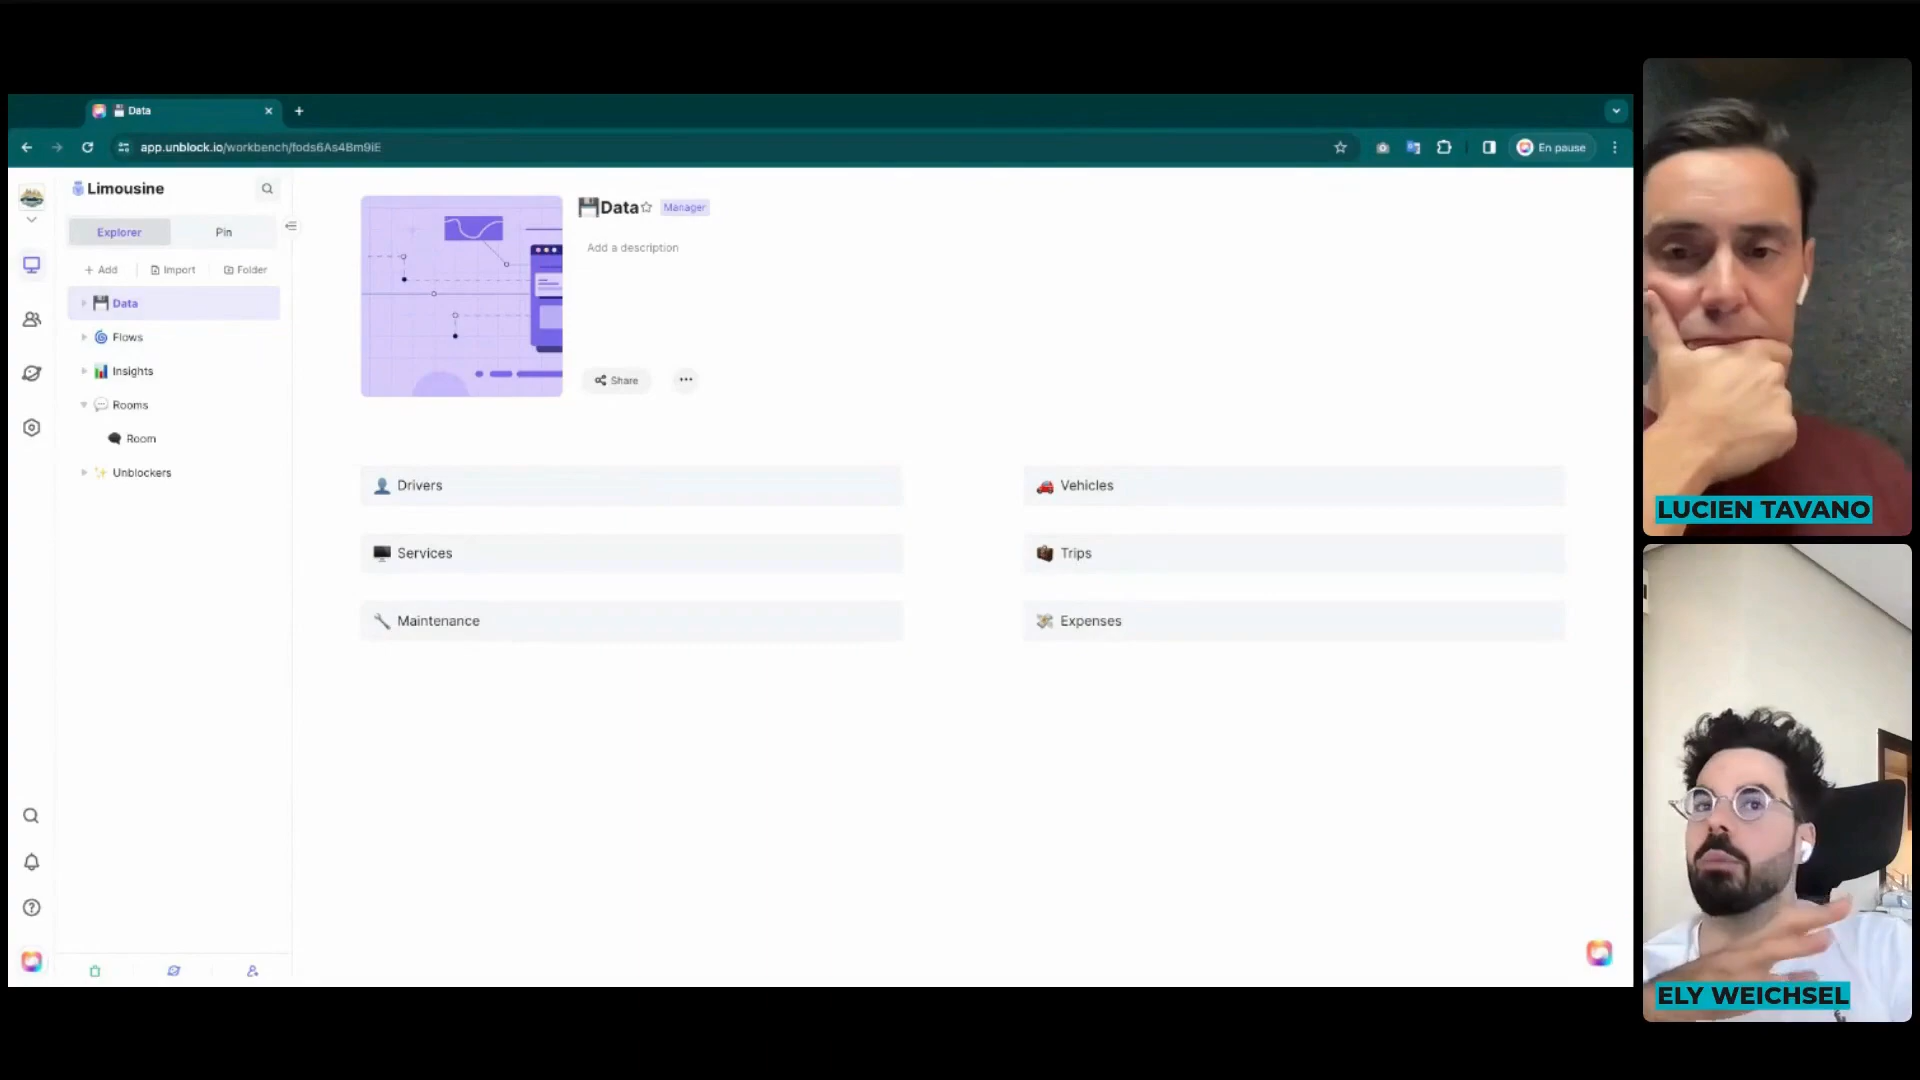 Data
app.unblock.io/workbench/fods6As4Bm9iE
En pause
Limousine
Explorer
Pin
Add
Import
Folder
Data
Flows
Insights
Rooms
Room
Unblockers
Data
Manager
Add a description
Share
Drivers
Vehicles
Services
Trips
Maintenance
Expenses
LUCIEN TAVANO
ELY WEICHSEL